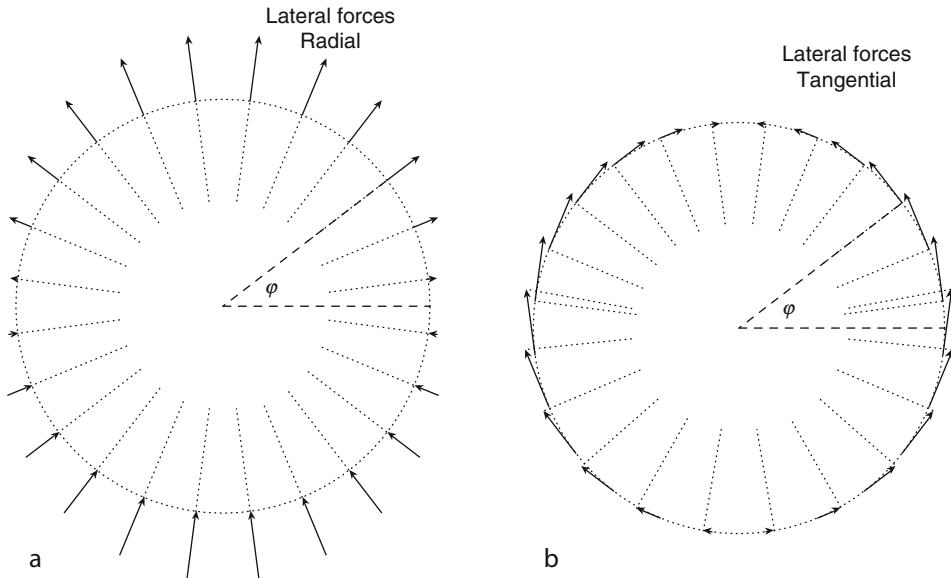 Lateral forces
Radial
φ
a
Lateral forces
Tangential
φ
b